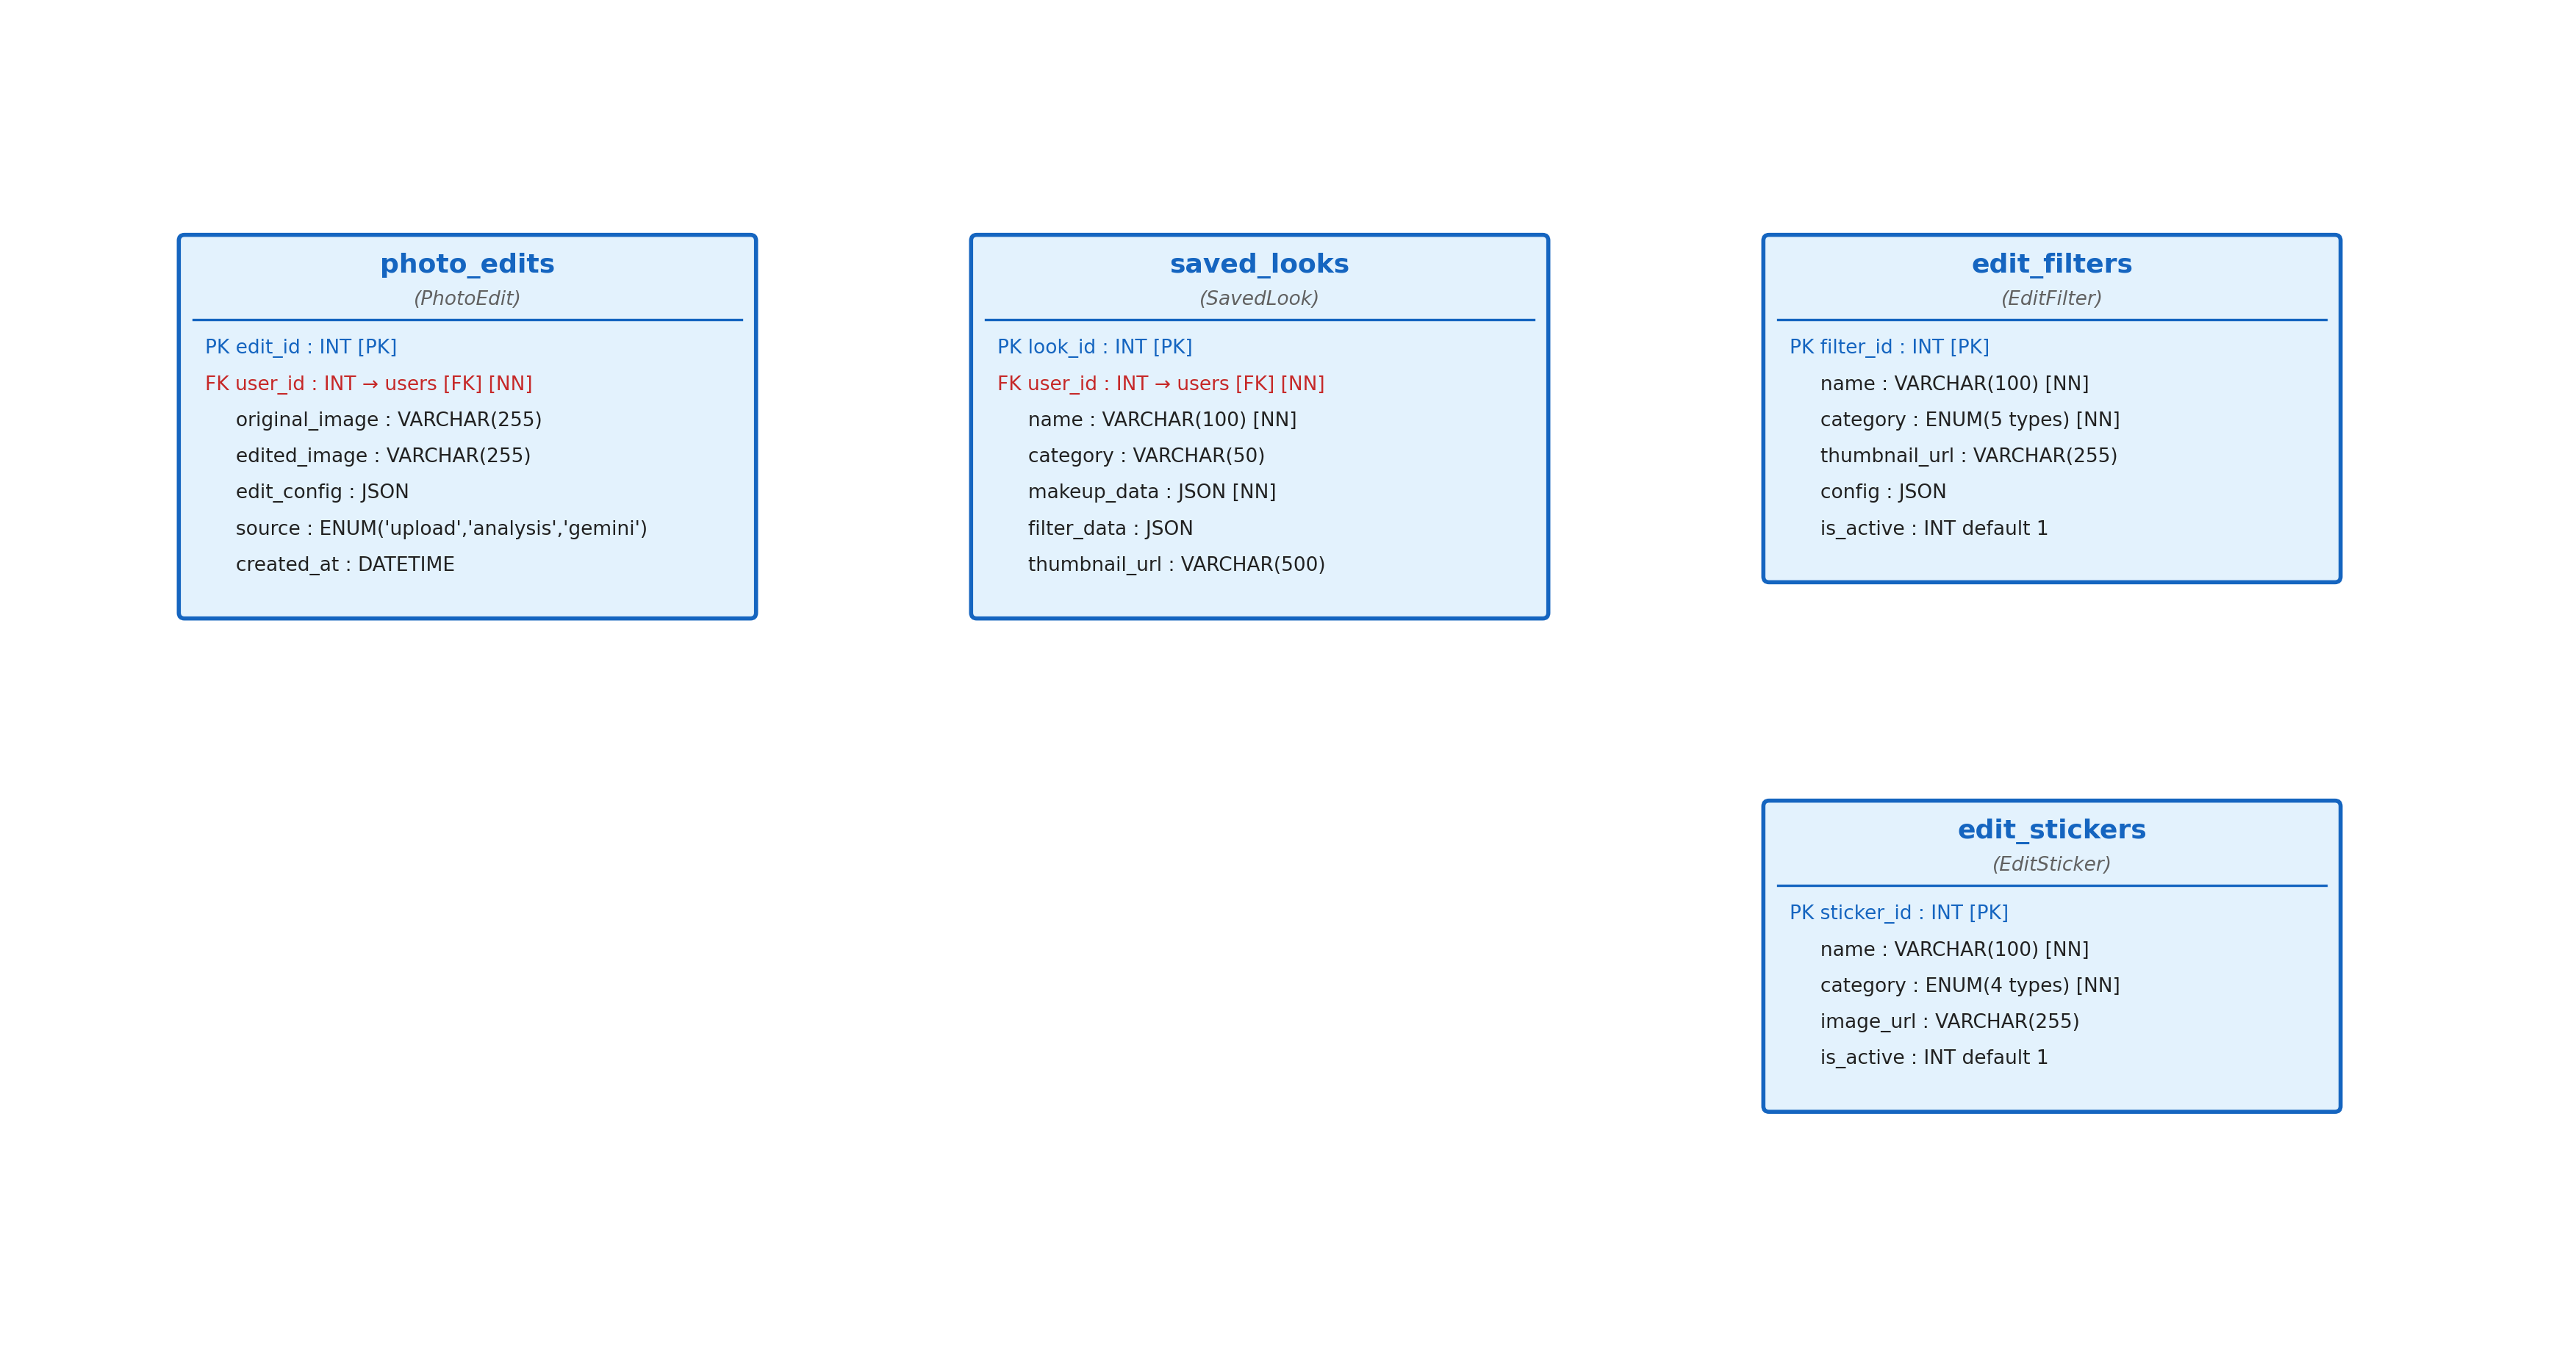 photo_edits
(PhotoEdit)
PK edit_id : INT [PK]
FK user_id : INT → users [FK] [NN]
original_image : VARCHAR(255)
edited_image : VARCHAR(255)
edit_config : JSON
source : ENUM('upload','analysis','gemini')
created_at : DATETIME
saved_looks
(SavedLook)
PK look_id : INT [PK]
FK user_id : INT → users [FK] [NN]
name : VARCHAR(100) [NN]
category : VARCHAR(50)
makeup_data : JSON [NN]
filter_data : JSON
thumbnail_url : VARCHAR(500)
edit_filters
(EditFilter)
PK filter_id : INT [PK]
name : VARCHAR(100) [NN]
category : ENUM(5 types) [NN]
thumbnail_url : VARCHAR(255)
config : JSON
is_active : INT default 1
edit_stickers
(EditSticker)
PK sticker_id : INT [PK]
name : VARCHAR(100) [NN]
category : ENUM(4 types) [NN]
image_url : VARCHAR(255)
is_active : INT default 1